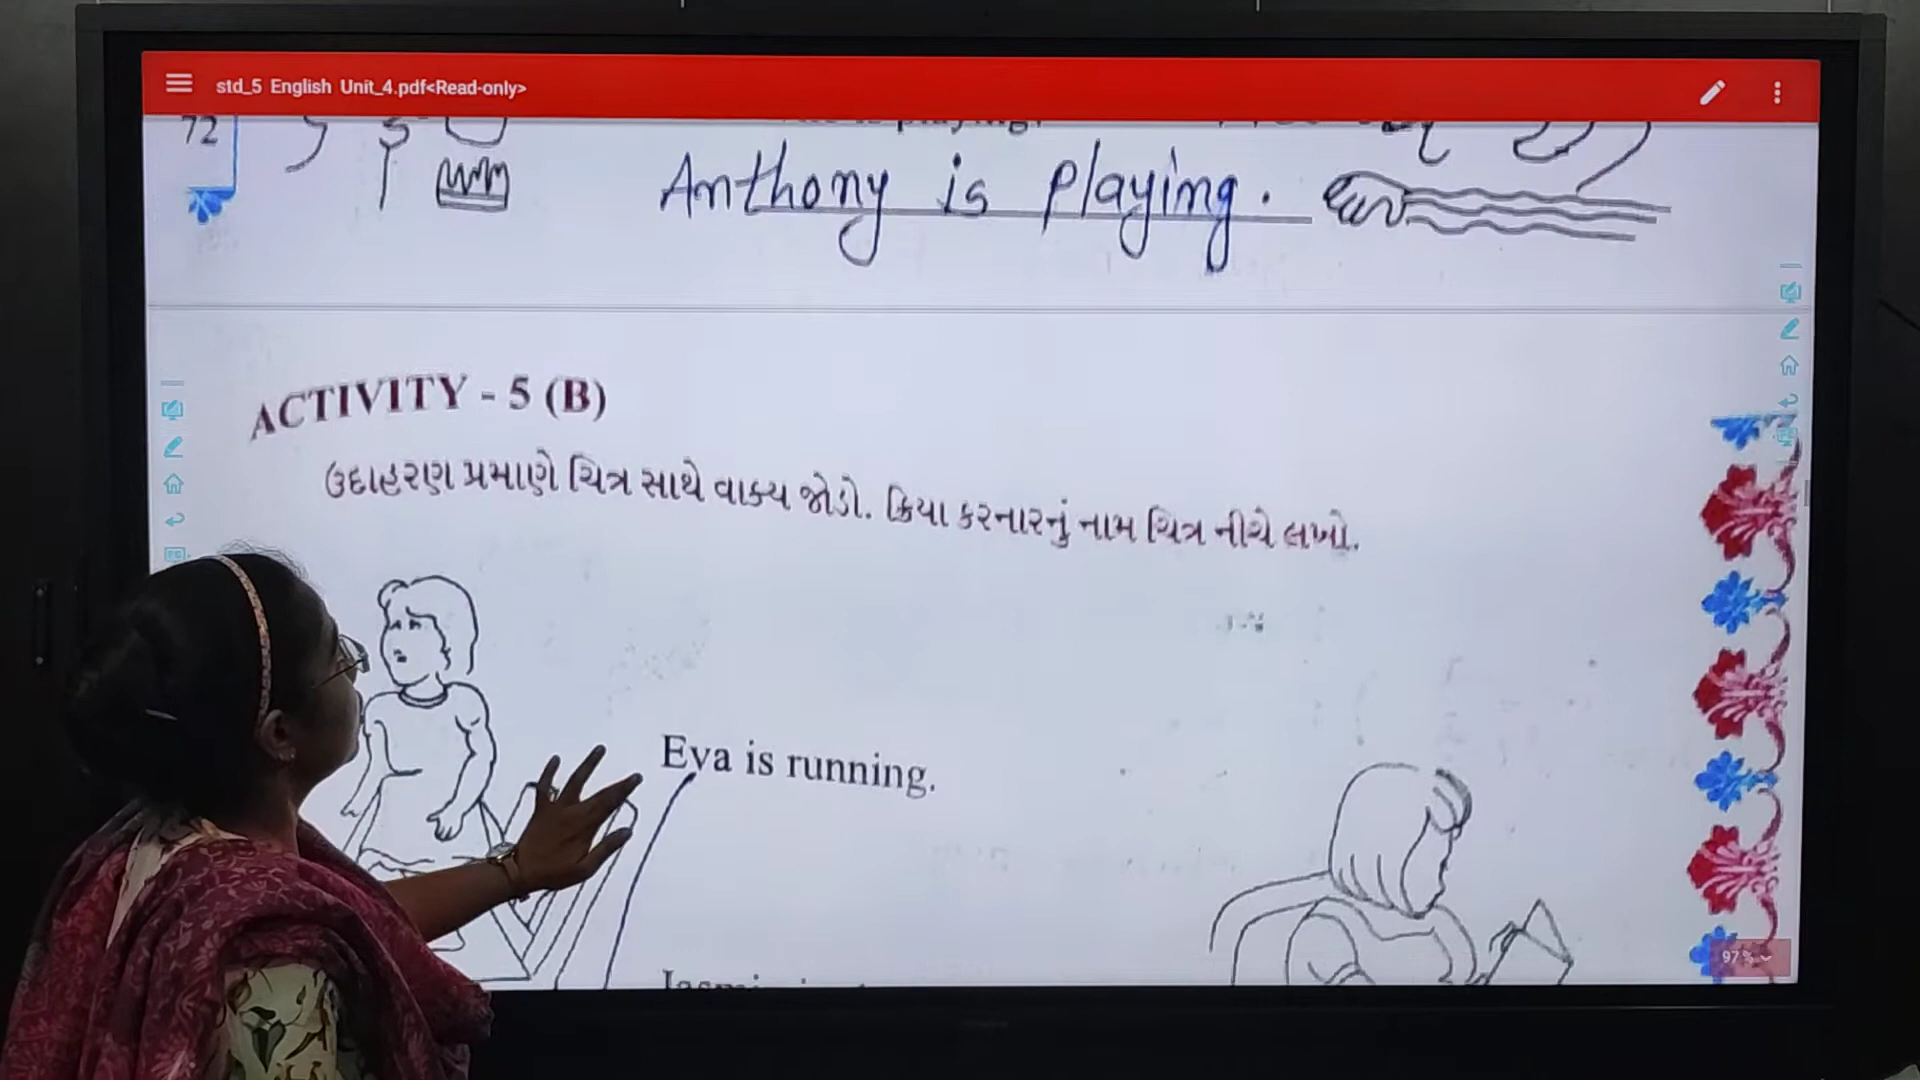 std_5 English Unit_4.pdf<Read-only>
72
Anthony is playing.
ACTIVITY - 5 (B)
ઉદાહરણ પ્રમાણે ચિત્ર સાથે વાક્ય જોડો. ક્રિયા કરનારનું નામ ચિત્ર નીચે લખો.
Eva is running.
97%